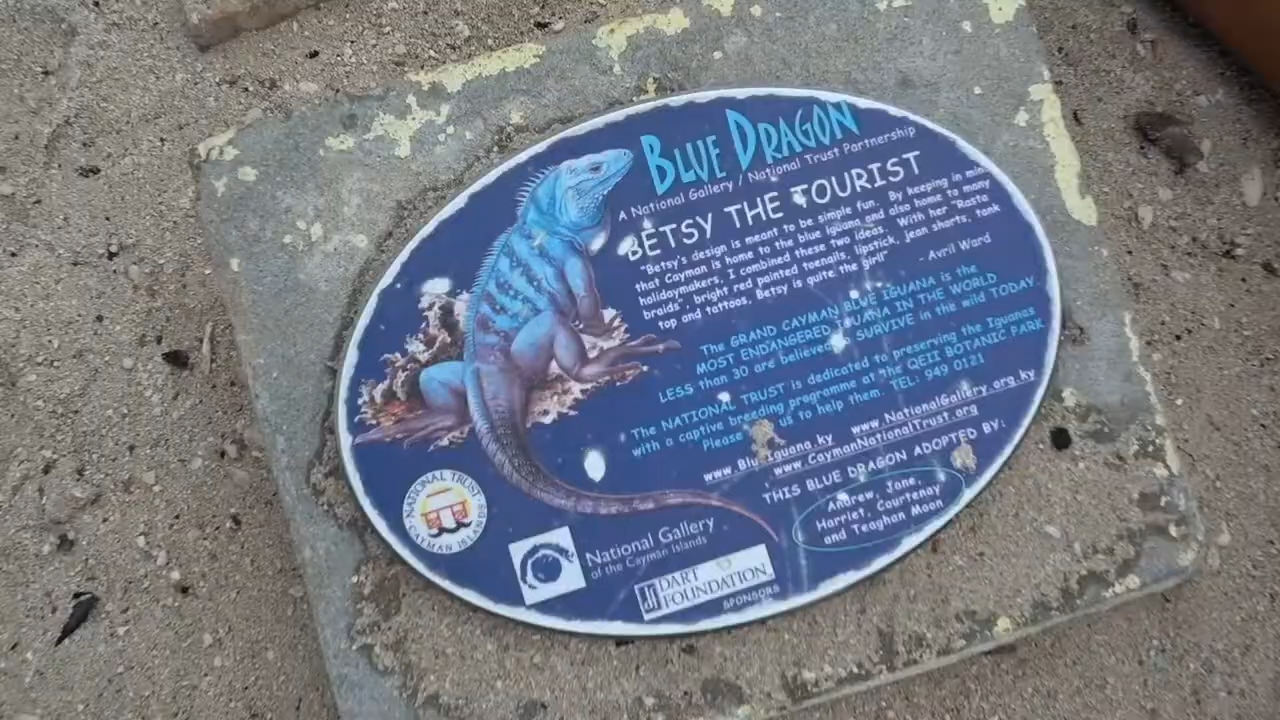 BLUE DRAGON
A National Gallery / National Trust Partnership
BETSY THE TOURIST
"Betsy's design is meant to be simple fun. By keeping in mind
that Cayman is home to the blue iguana and also home to many
holidaymakers, I combined these two ideas. With her "Rasta
braids", bright red painted toenails, lipstick, jean shorts, tank
top and tattoos, Betsy is quite the girl!"
- Avril Ward
The GRAND CAYMAN BLUE IGUANA is the
MOST ENDANGERED IGUANA IN THE WORLD
LESS than 30 are believed to SURVIVE in the wild TODAY
The NATIONAL TRUST is dedicated to preserving the Iguanas
with a captive breeding programme at the QEII BOTANIC PARK
Please us to help them. TEL: 949 0121
www.BlueIguana.ky www.NationalGallery.org.ky
www.CaymanNationalTrust.org
THIS BLUE DRAGON ADOPTED BY:
Andrew, Jane,
Harriet, Courtenay
and Teaghan Moon
NATIONAL TRUST
CAYMAN ISLANDS
National Gallery
of the Cayman Islands
DART
FOUNDATION
SPONSORS